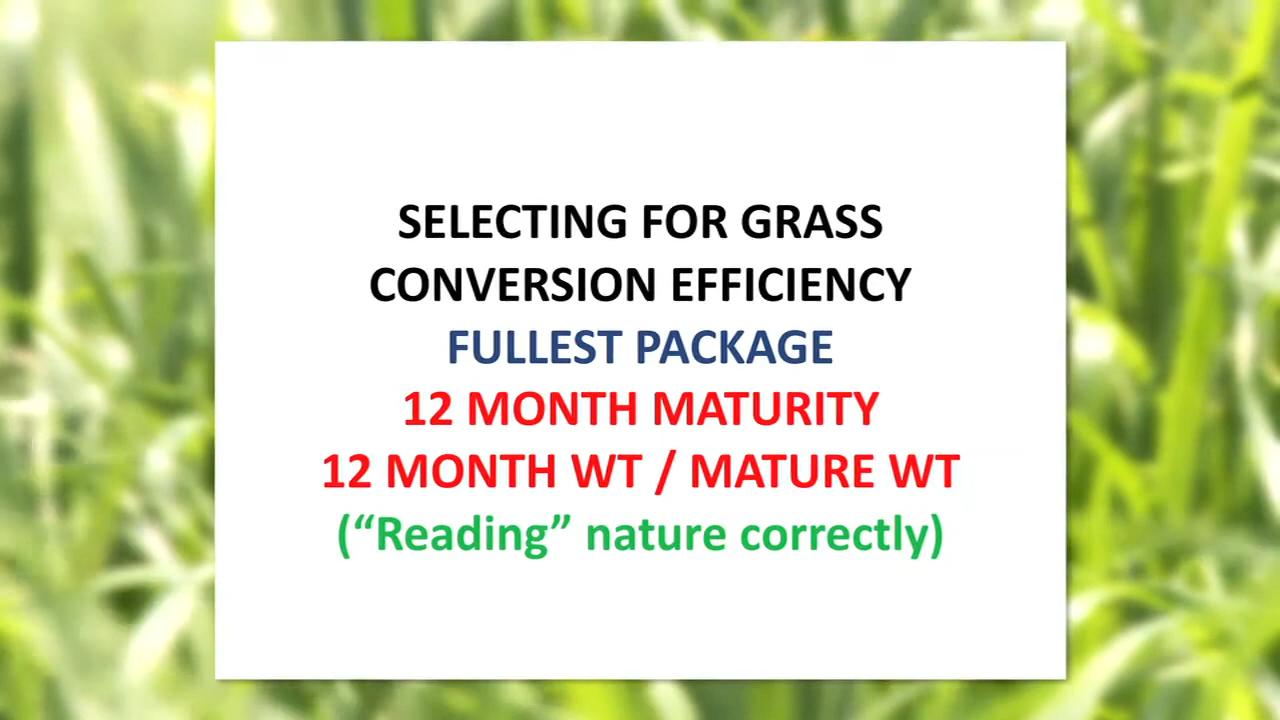 SELECTING FOR GRASS
CONVERSION EFFICIENCY
FULLEST PACKAGE
12 MONTH MATURITY
12 MONTH WT / MATURE WT
(“Reading” nature correctly)